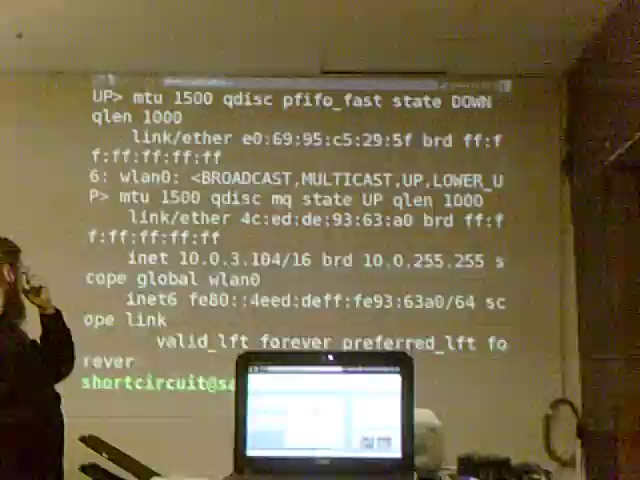 UP> mtu 1500 qdisc pfifo_fast state DOWN
qlen 1000
link/ether e0:69:95:c5:29:5f brd ff:f
f:ff:ff:ff:ff
6: wlan0: <BROADCAST,MULTICAST,UP,LOWER_U
P> mtu 1500 qdisc mq state UP qlen 1000
link/ether 4c:ed:de:93:63:a0 brd ff:f
f:ff:ff:ff:ff
inet 10.0.3.104/16 brd 10.0.255.255 s
cope global wlan0
inet6 fe80::4eed:deff:fe93:63a0/64 sc
ope link
valid_lft forever preferred_lft fo
rever
shortcircuit@s